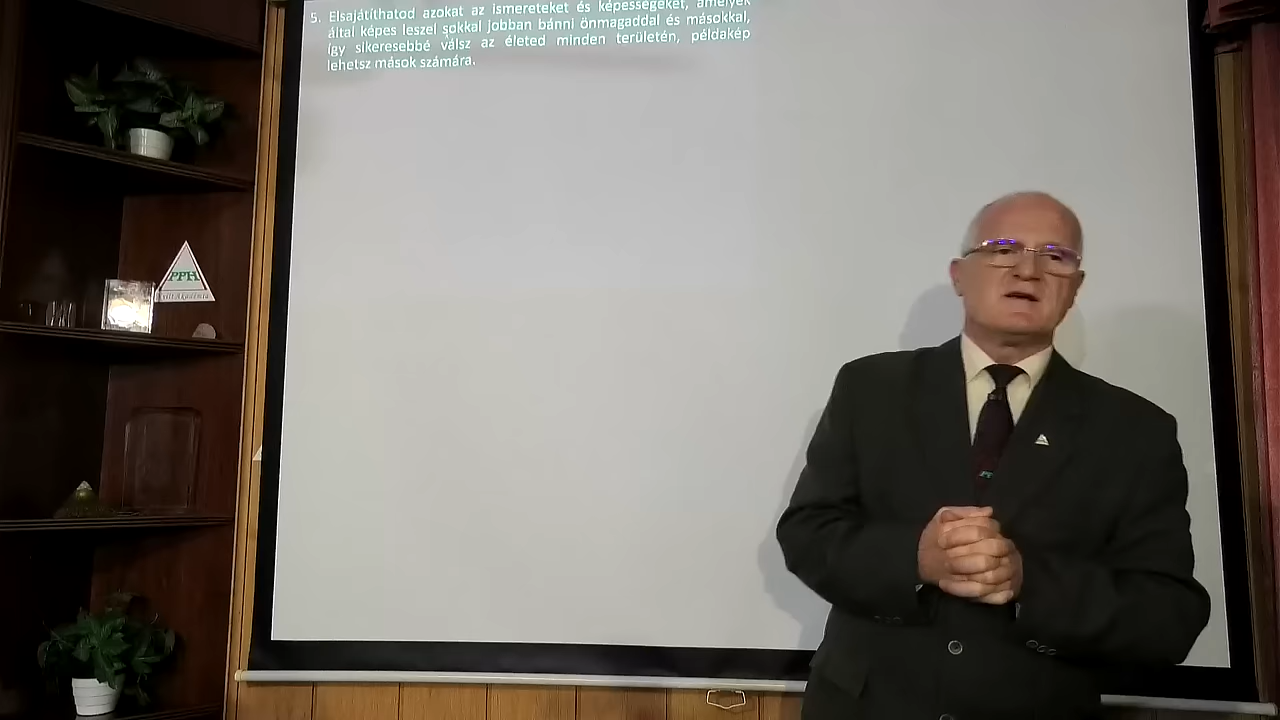 5. Elsajátíthatod azokat az ismereteket és képességeket, amelyek
által képes leszel sokkal jobban bánni önmagaddal és másokkal,
így sikeresebbé válsz az életed minden területén, példakép
lehetsz mások számára.
PPH